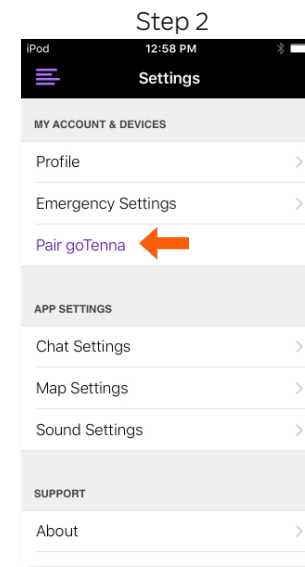 Step 2
iPod 12:58 PM
Settings
MY ACCOUNT & DEVICES
Profile
Emergency Settings
Pair goTenna
APP SETTINGS
Chat Settings
Map Settings
Sound Settings
SUPPORT
About